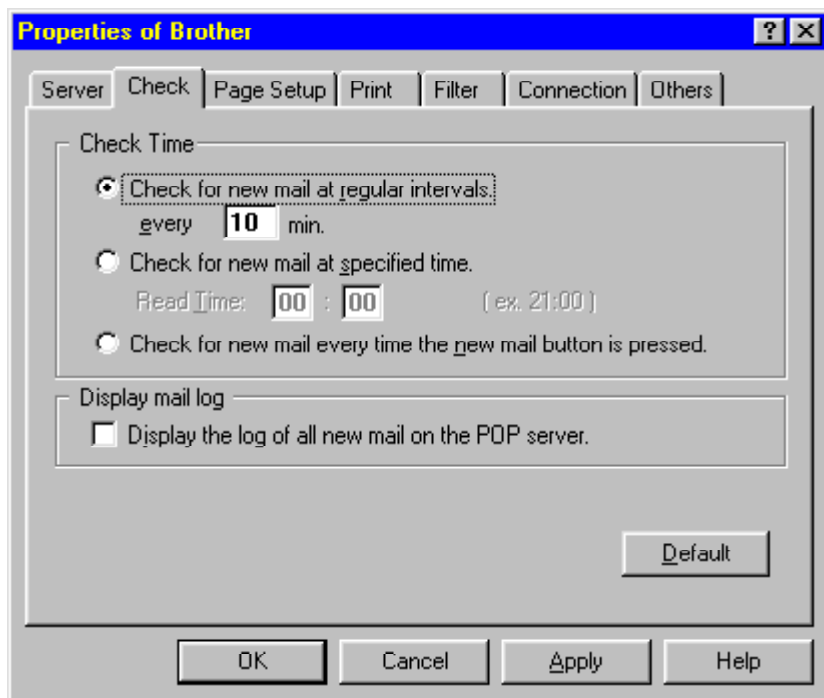 Properties of Brother
Server Check Page Setup Print Filter Connection Others
Check Time
Check for new mail at regular intervals.
every 10 min.
Check for new mail at specified time.
Read Time: 00 : 00 ( ex. 21:00 )
Check for new mail every time the new mail button is pressed.
Display mail log
Display the log of all new mail on the POP server.
Default
OK Cancel Apply Help